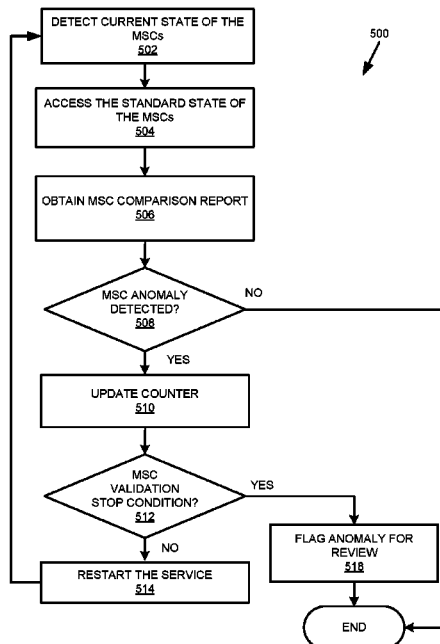 DETECT CURRENT STATE OF THE
MSCs
502
500
ACCESS THE STANDARD STATE OF
THE MSCs
504
OBTAIN MSC COMPARISON REPORT
506
MSC ANOMALY
DETECTED?
508
NO
YES
UPDATE COUNTER
510
MSC
VALIDATION
STOP CONDITION?
512
YES
NO
FLAG ANOMALY FOR
REVIEW
518
RESTART THE SERVICE
514
END